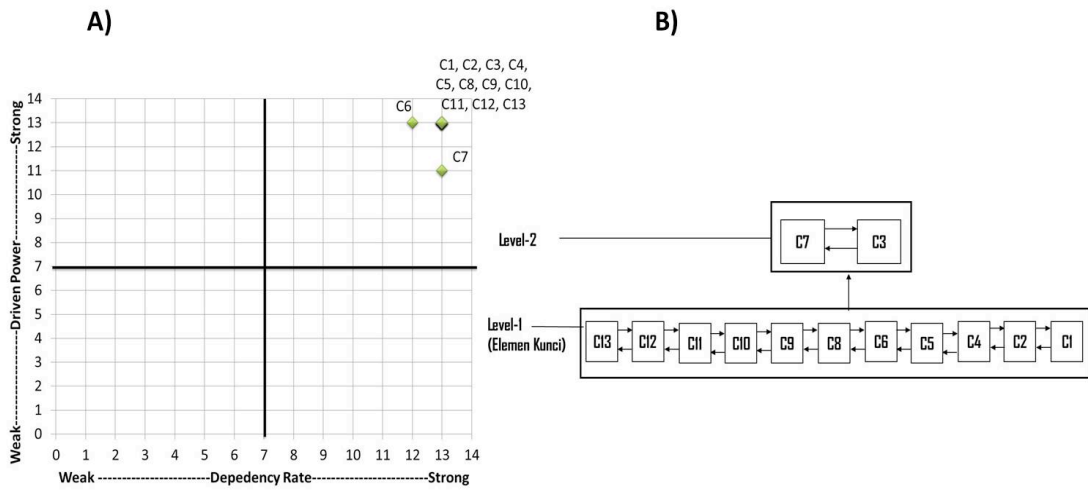 A)
B)
C1, C2, C3, C4,
C5, C8, C9, C10,
C11, C12, C13
C6
C7
Weak----------------Driven Power----------------Strong
14
13
12
11
10
9
8
7
6
5
4
3
2
1
0
0 1 2 3 4 5 6 7 8 9 10 11 12 13 14
Weak --------------------Depedency Rate---------------------Strong
Level-2
C7 C3
Level-1
(Elemen Kunci)
C13 C12 C11 C10 C9 C8 C6 C5 C4 C2 C1